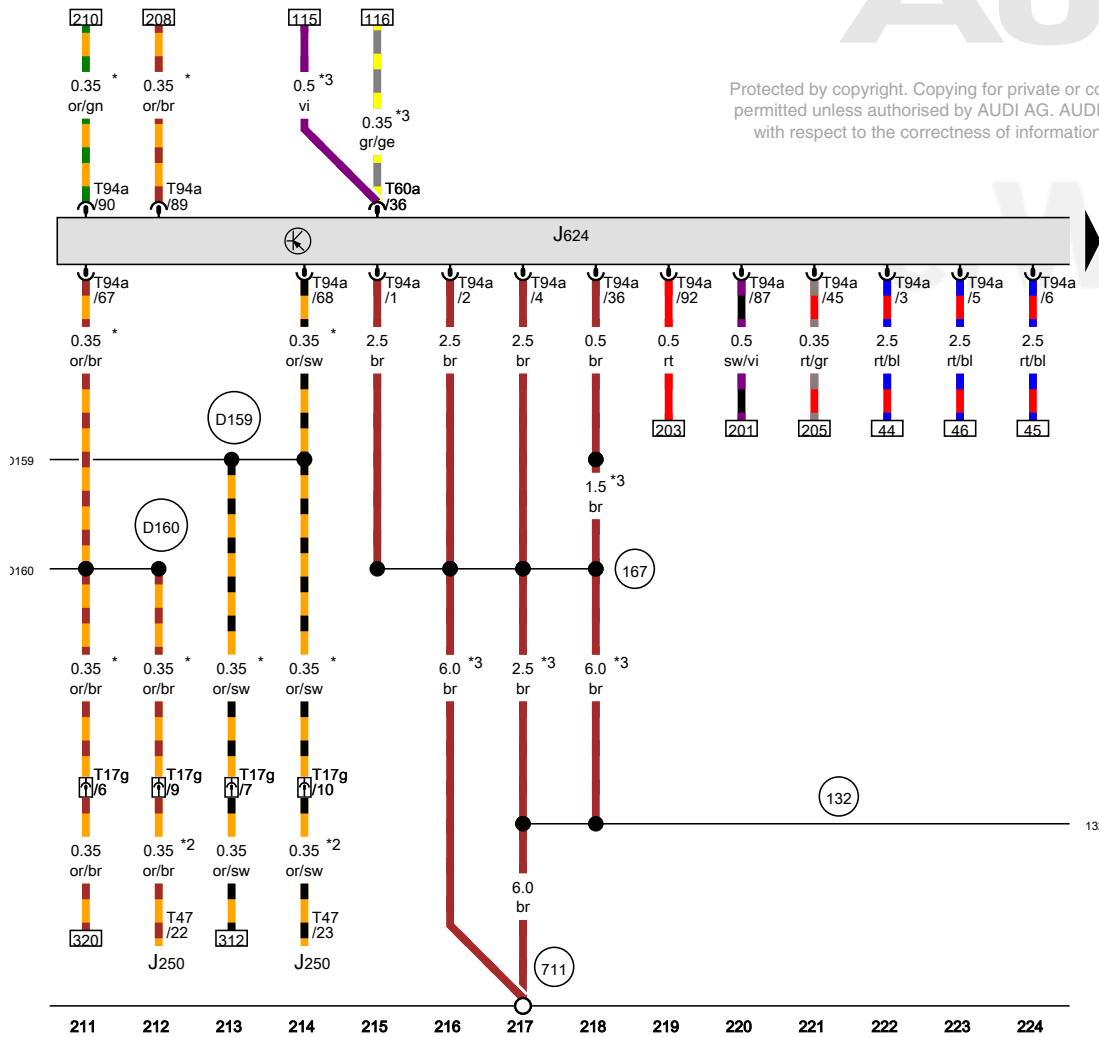 AU
210 208 115 116
Protected by copyright. Copying for private or co
permitted unless authorised by AUDI AG. AUDI
with respect to the correctness of information
0.35 * 0.35 * 0.5 *3
or/gn or/br vi
0.35 *3
gr/ge
T94a T94a T60a
/90 /89 /36
J624
W
T94a T94a T94a T94a T94a T94a T94a T94a T94a T94a T94a T94a
/67 /68 /1 /2 /4 /36 /92 /87 /45 /3 /5 /6
0.35 * 0.35 * 2.5 2.5 2.5 0.5 0.5 0.5 0.35 2.5 2.5 2.5
or/br or/sw br br br br rt sw/vi rt/gr rt/bl rt/bl rt/bl
D159
203 201 205 44 46 45
D159
1.5 *3
br
D160
D160
167
0.35 * 0.35 * 0.35 * 0.35 * 6.0 *3 2.5 *3 6.0 *3
or/br or/br or/sw or/sw br br br
T17g T17g T17g T17g
/6 /9 /7 /10
132
132
0.35 0.35 *2 0.35 0.35 *2
or/br or/br or/sw or/sw
6.0
br
T47 T47
/22 /23
320 312
J250 J250
711
211 212 213 214 215 216 217 218 219 220 221 222 223 224